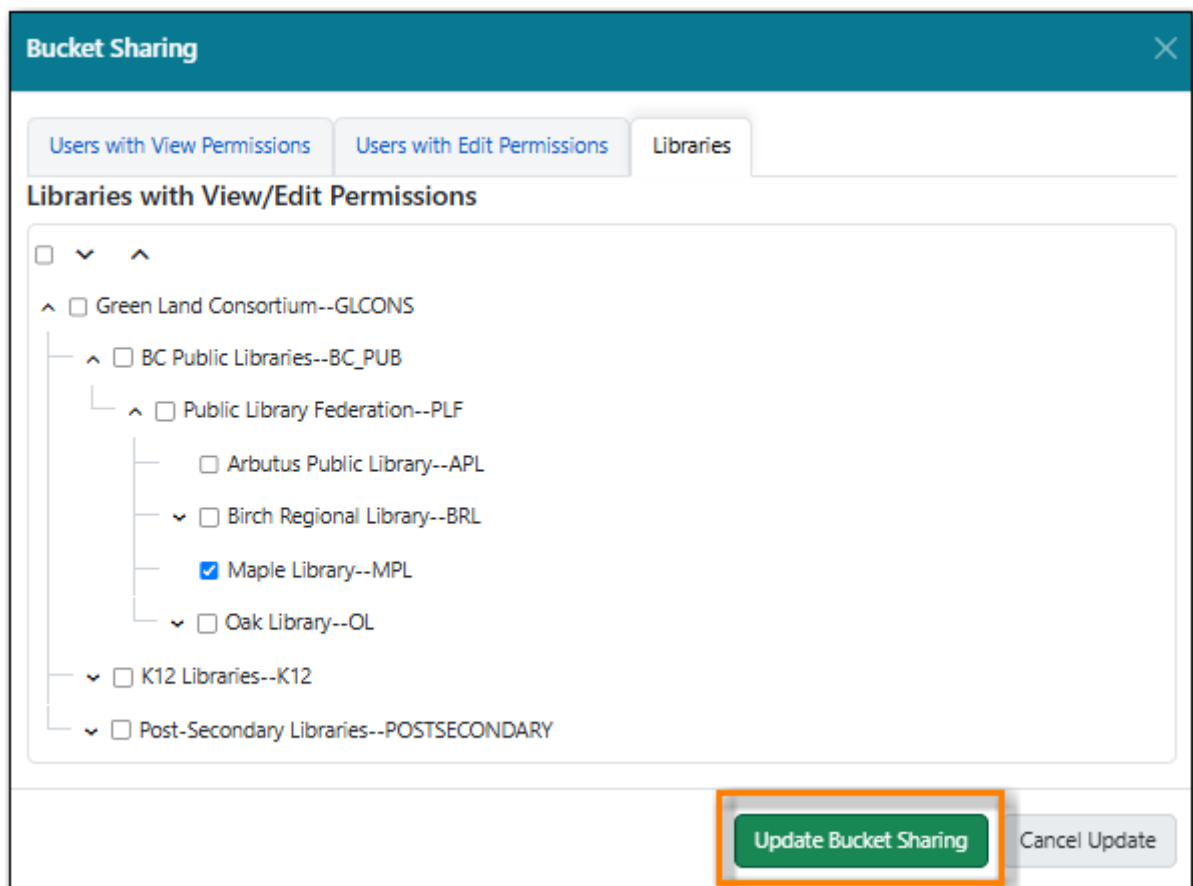 Bucket Sharing
Users with View Permissions Users with Edit Permissions Libraries
Libraries with View/Edit Permissions
Green Land Consortium--GLCONS
BC Public Libraries--BC_PUB
Public Library Federation--PLF
Arbutus Public Library--APL
Birch Regional Library--BRL
Maple Library--MPL
Oak Library--OL
K12 Libraries--K12
Post-Secondary Libraries--POSTSECONDARY
Update Bucket Sharing Cancel Update